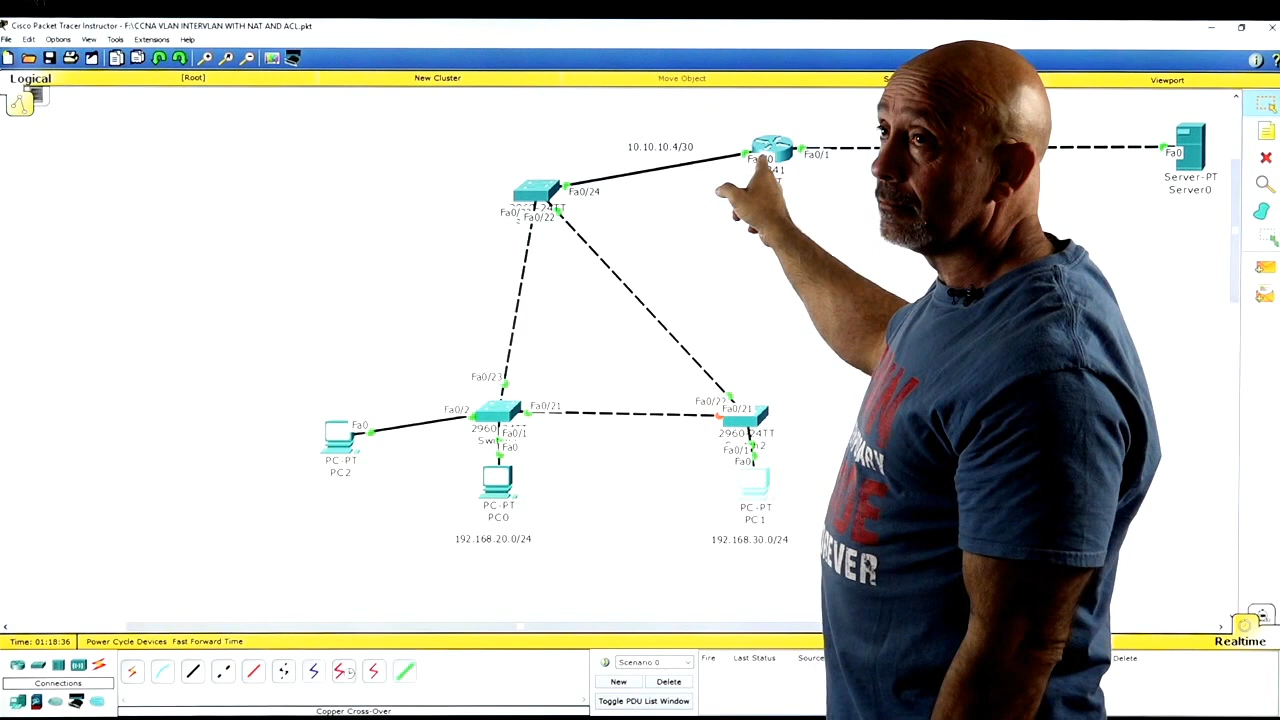 Cisco Packet Tracer Instructor - F:\CCNA VLAN INTERVLAN WITH NAT AND ACL.pkt
File Edit Options View Tools Extensions Help
Logical
[Root]
New Cluster
Move Object
Viewport
10.10.10.4/30
Fa0/1
Fa0
Server-PT
Server0
Fa0/24
Fa0/22
Fa0/23
Fa0/21
Fa0/2
Fa0/22
Fa0/21
Fa0
PC-PT
PC2
Fa0/1
Fa0
PC-PT
PC0
192.168.20.0/24
Fa0/1
Fa0
PC-PT
PC1
192.168.30.0/24
FOREVER
Time: 01:18:36
Power Cycle Devices Fast Forward Time
Realtime
Connections
Copper Cross-Over
Scenario 0
New
Delete
Toggle PDU List Window
Fire
Last Status
Source
Delete